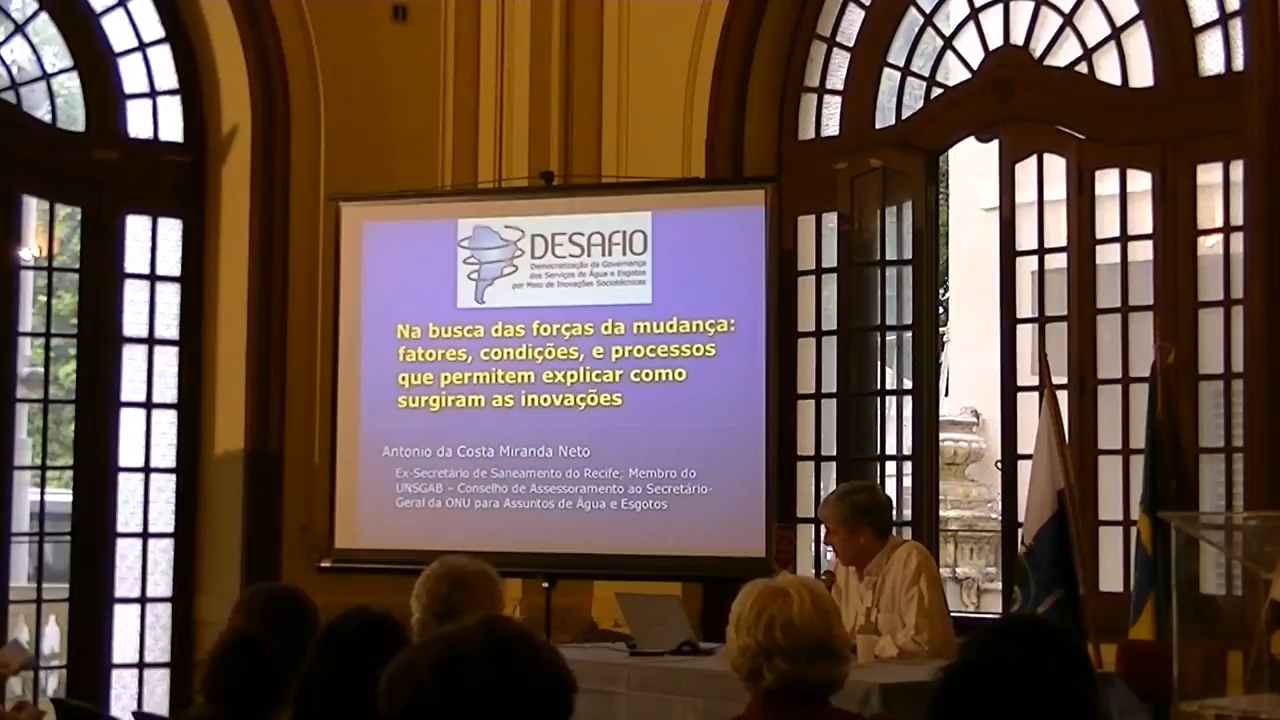 DESAFIO
Democratização da Governança
dos Serviços de Água e Esgotos
por Meio de Inovações Sociotécnicas
Na busca das forças da mudança:
fatores, condições, e processos
que permitem explicar como
surgiram as inovações
Antonio da Costa Miranda Neto
Ex-Secretário de Saneamento do Recife; Membro do
UNSGAB – Conselho de Assessoramento ao Secretário-
Geral da ONU para Assuntos de Água e Esgotos